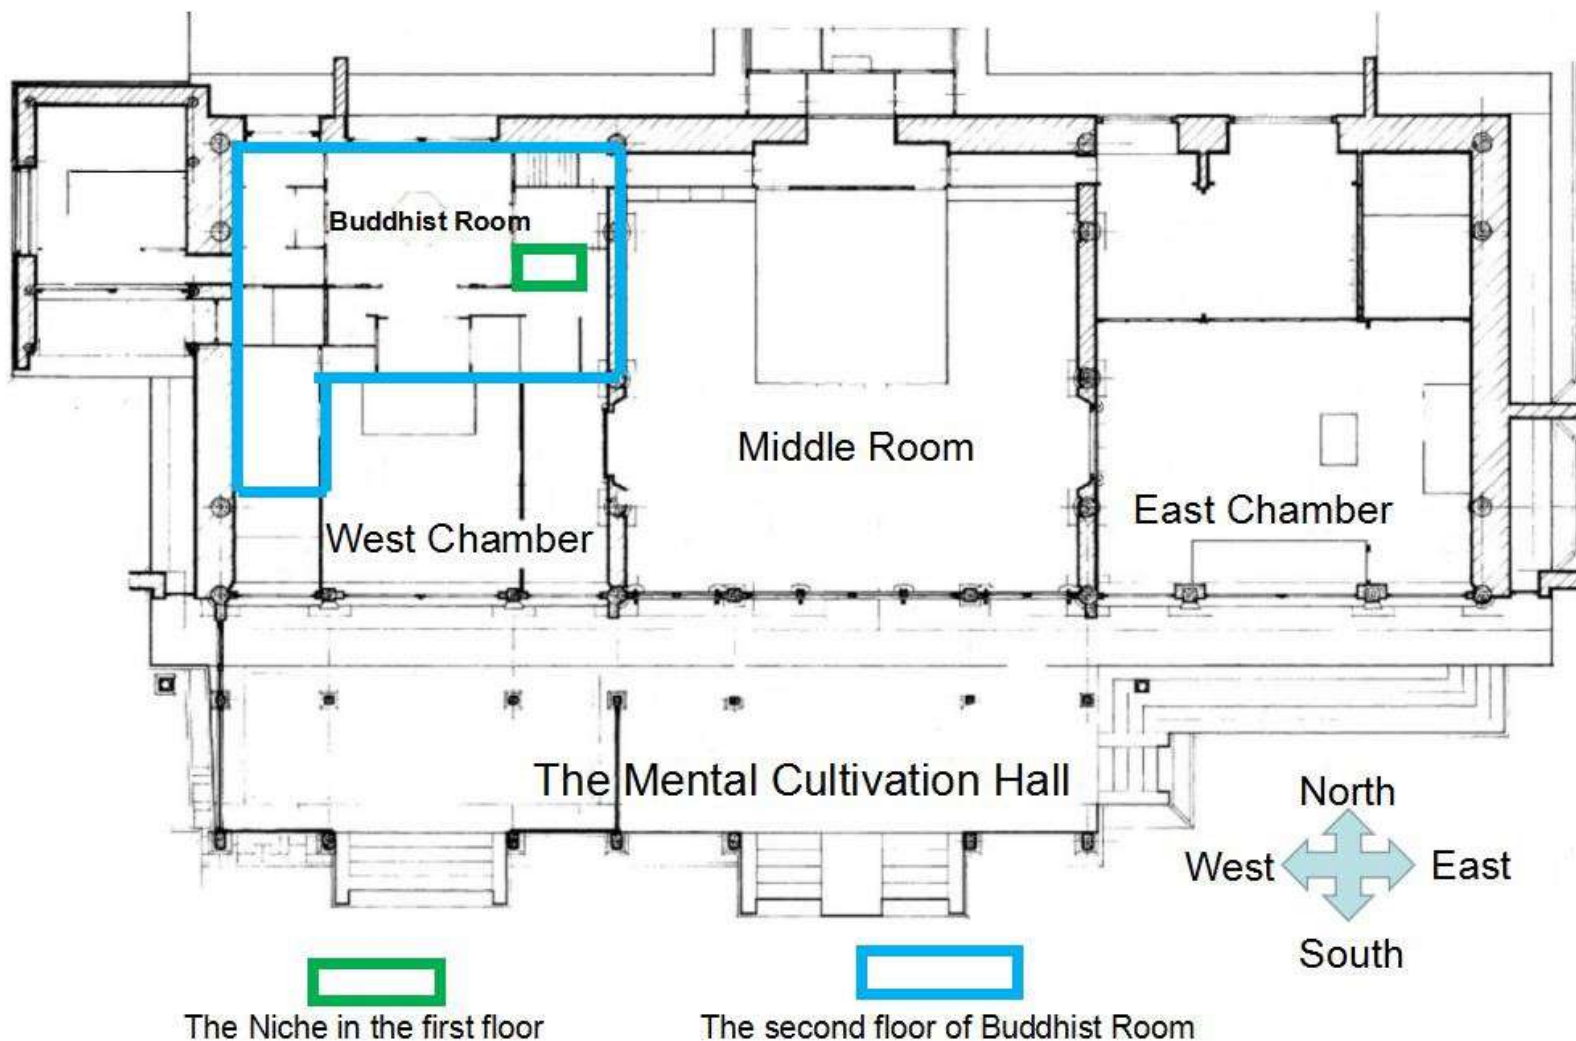 Buddhist Room
Middle Room
East Chamber
West Chamber
The Mental Cultivation Hall
North
West
East
South
The Niche in the first floor
The second floor of Buddhist Room